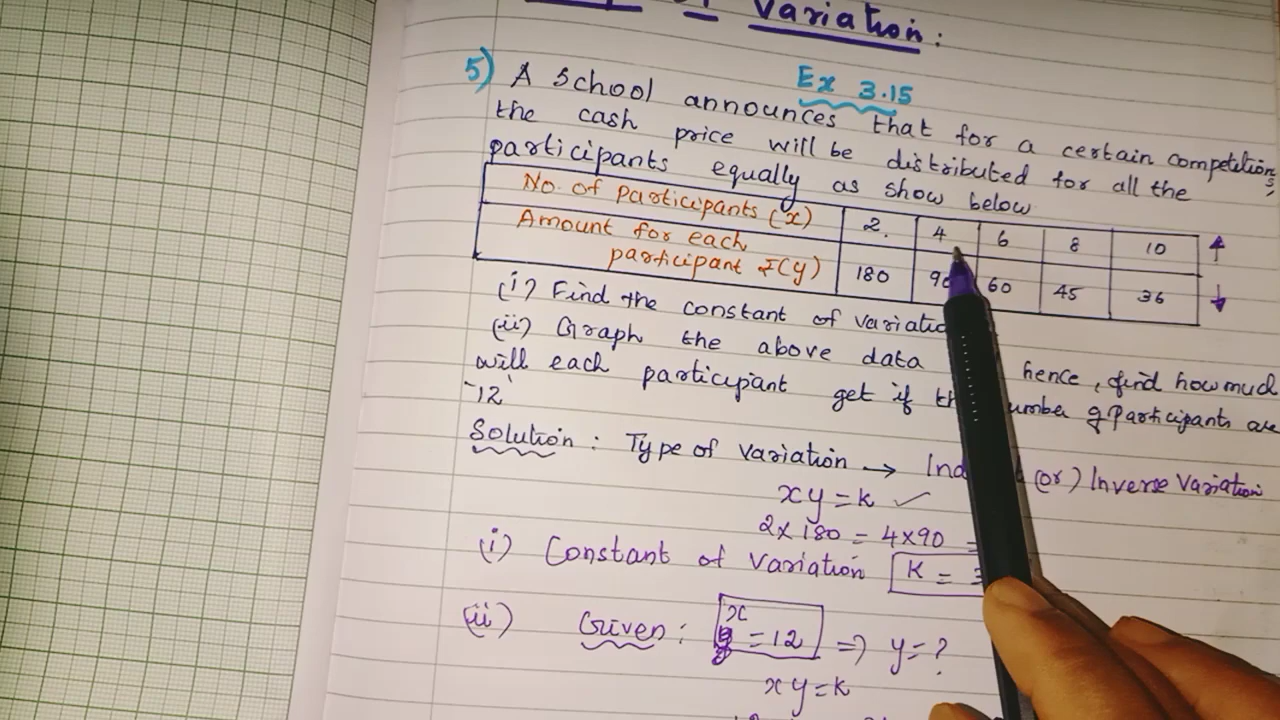 of Variation:
Ex 3.15
5) A School announces that for a certain competitions,
the cash price will be distributed for all the
participants equally as show below
No. of Participants (x) 2. 4 6 8 10
Amount for each participant ₹(y) 180 90 60 45 36
(i) Find the constant of
(ii) Graph the above data hence, find how much
will each participant get if number of Participants are
'12'
Solution: Type of Variation → (or) Inverse Variation
xy = k ✓
2 x 180 = 4 x 90 =
(i) Constant of Variation K =
(ii) Given: x = 12 => y = ?
xy = k